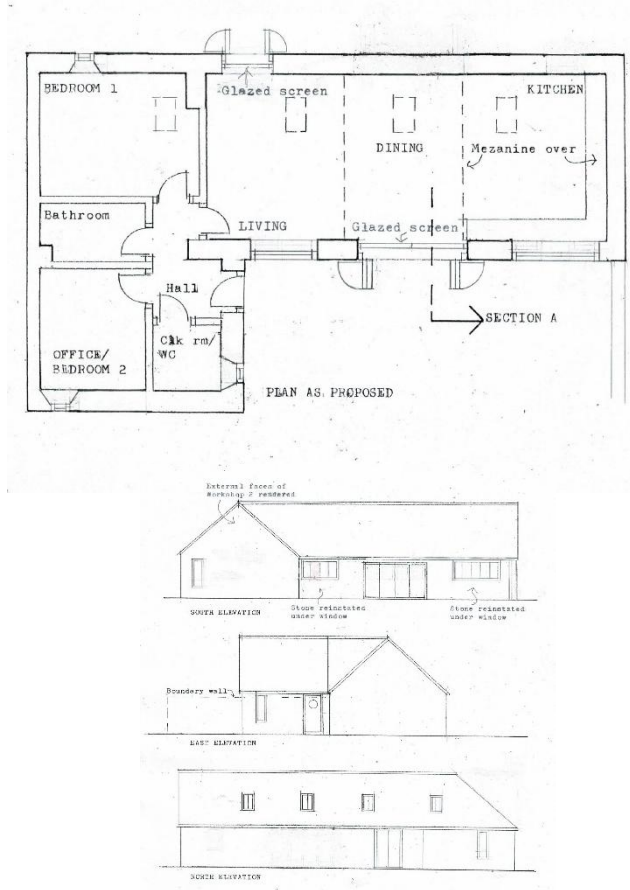 BEDROOM 1
Glazed screen
KITCHEN
DINING
Mezanine over
Bathroom
LIVING
Glazed screen
Hall
SECTION A
Clk rm/
WC
OFFICE/
BEDROOM 2
PLAN AS PROPOSED
External faces of
Workshop 2 rendered
SOUTH ELEVATION
Stone reinstated
under window
Stone reinstated
under window
Boundary wall
EAST ELEVATION
ELEVATION